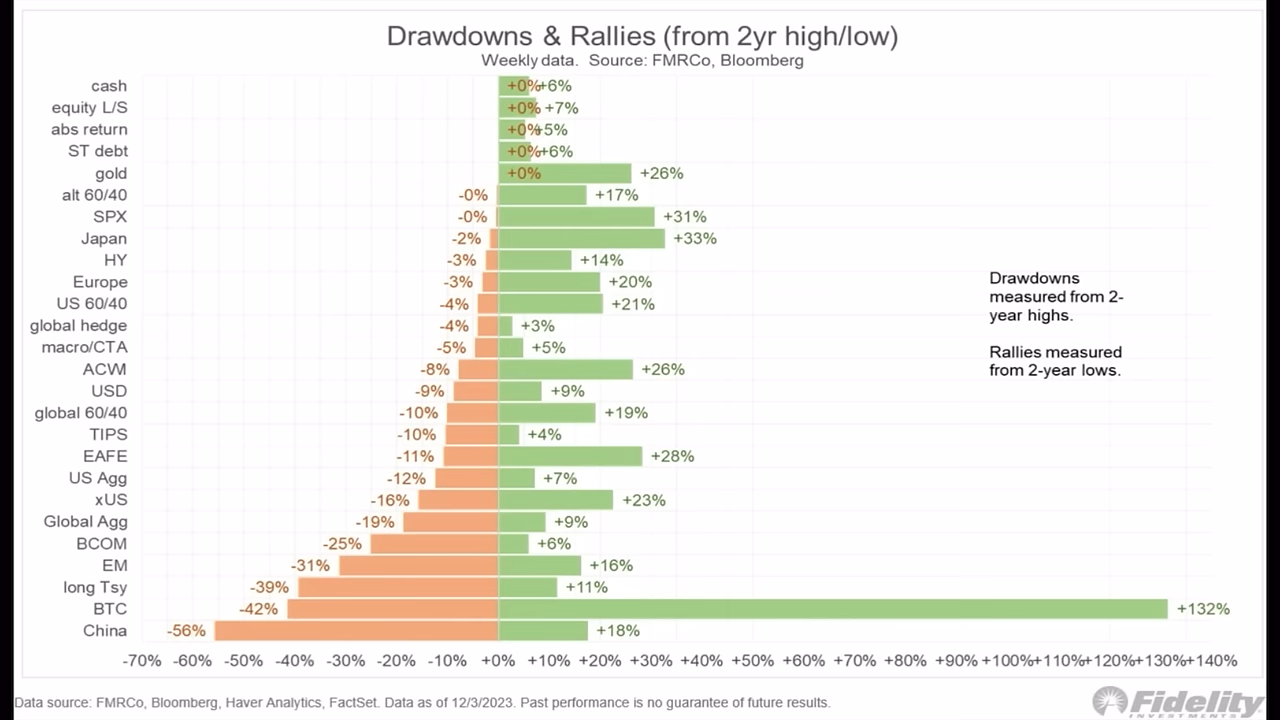 Drawdowns & Rallies (from 2yr high/low)
Weekly data. Source: FMRCo, Bloomberg
cash +0% +6%
equity L/S +0% +7%
abs return +0% +5%
ST debt +0% +6%
gold +0% +26%
alt 60/40 -0% +17%
SPX -0% +31%
Japan -2% +33%
HY -3% +14%
Europe -3% +20%
US 60/40 -4% +21%
global hedge -4% +3%
macro/CTA -5% +5%
ACWI -8% +26%
USD -9% +9%
global 60/40 -10% +19%
TIPS -10% +4%
EAFE -11% +28%
US Agg -12% +7%
xUS -16% +23%
Global Agg -19% +9%
BCOM -25% +6%
EM -31% +16%
long Tsy -39% +11%
BTC -42% +132%
China -56% +18%
Drawdowns
measured from 2-
year highs.
Rallies measured
from 2-year lows.
-70% -60% -50% -40% -30% -20% -10% +0% +10% +20% +30% +40% +50% +60% +70% +80% +90% +100% +110% +120% +130% +140%
Data source: FMRCo, Bloomberg, Haver Analytics, FactSet. Data as of 12/3/2023. Past performance is no guarantee of future results.
Fidelity
INVESTMENTS